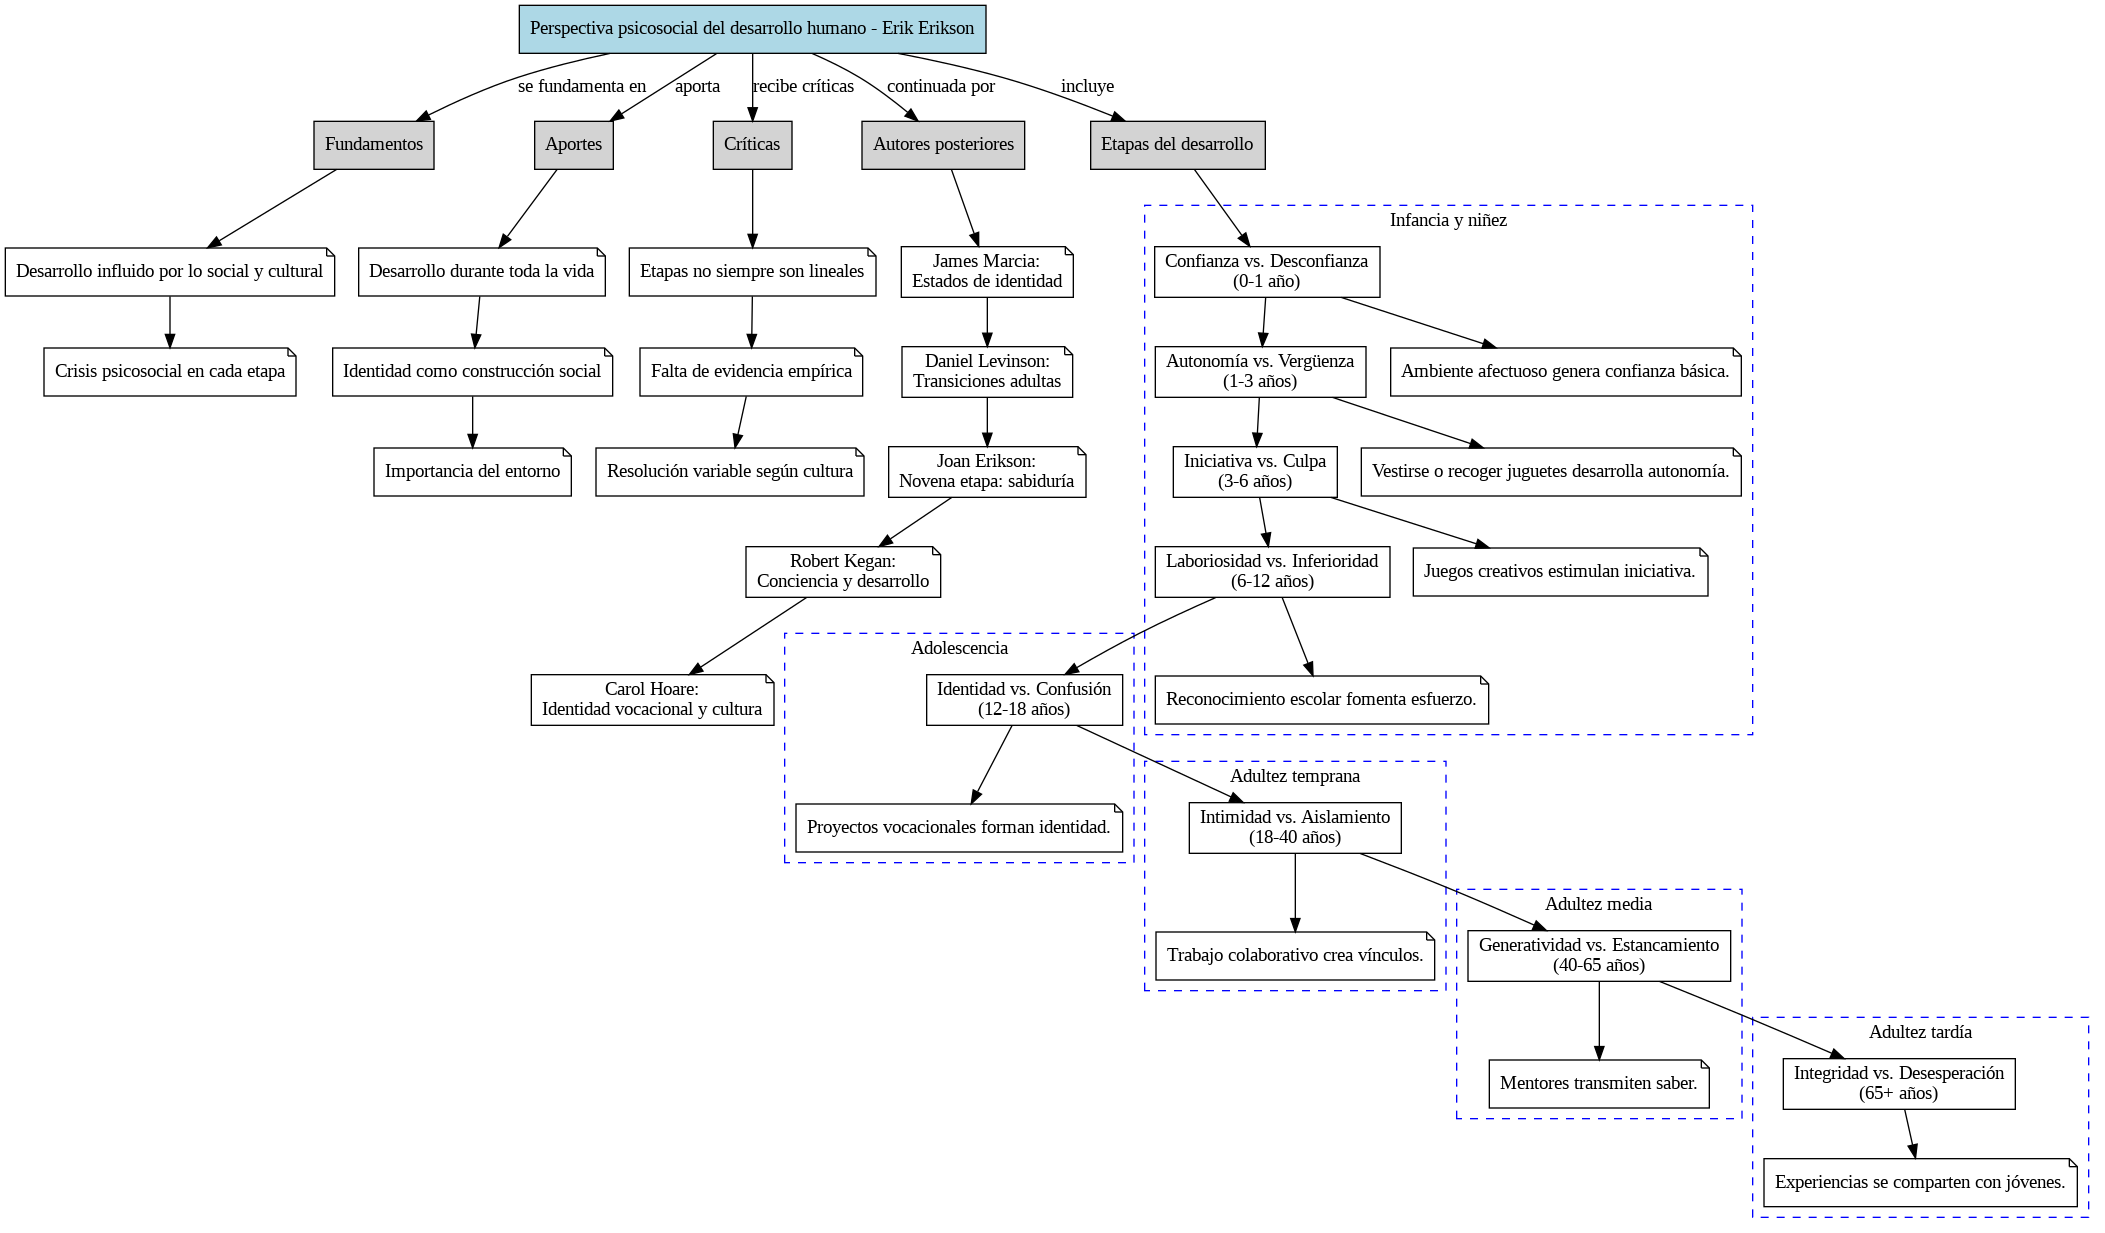 Perspectiva psicosocial del desarrollo humano - Erik Erikson
se fundamenta en
aporta
recibe críticas
continuada por
incluye
Fundamentos
Aportes
Críticas
Autores posteriores
Etapas del desarrollo
Desarrollo influido por lo social y cultural
Crisis psicosocial en cada etapa
Desarrollo durante toda la vida
Identidad como construcción social
Importancia del entorno
Etapas no siempre son lineales
Falta de evidencia empírica
Resolución variable según cultura
James Marcia:
Estados de identidad
Daniel Levinson:
Transiciones adultas
Joan Erikson:
Novena etapa: sabiduría
Robert Kegan:
Conciencia y desarrollo
Carol Hoare:
Identidad vocacional y cultura
Infancia y niñez
Confianza vs. Desconfianza
(0-1 año)
Ambiente afectuoso genera confianza básica.
Autonomía vs. Vergüenza
(1-3 años)
Vestirse o recoger juguetes desarrolla autonomía.
Iniciativa vs. Culpa
(3-6 años)
Juegos creativos estimulan iniciativa.
Laboriosidad vs. Inferioridad
(6-12 años)
Reconocimiento escolar fomenta esfuerzo.
Adolescencia
Identidad vs. Confusión
(12-18 años)
Proyectos vocacionales forman identidad.
Adultez temprana
Intimidad vs. Aislamiento
(18-40 años)
Trabajo colaborativo crea vínculos.
Adultez media
Generatividad vs. Estancamiento
(40-65 años)
Mentores transmiten saber.
Adultez tardía
Integridad vs. Desesperación
(65+ años)
Experiencias se comparten con jóvenes.